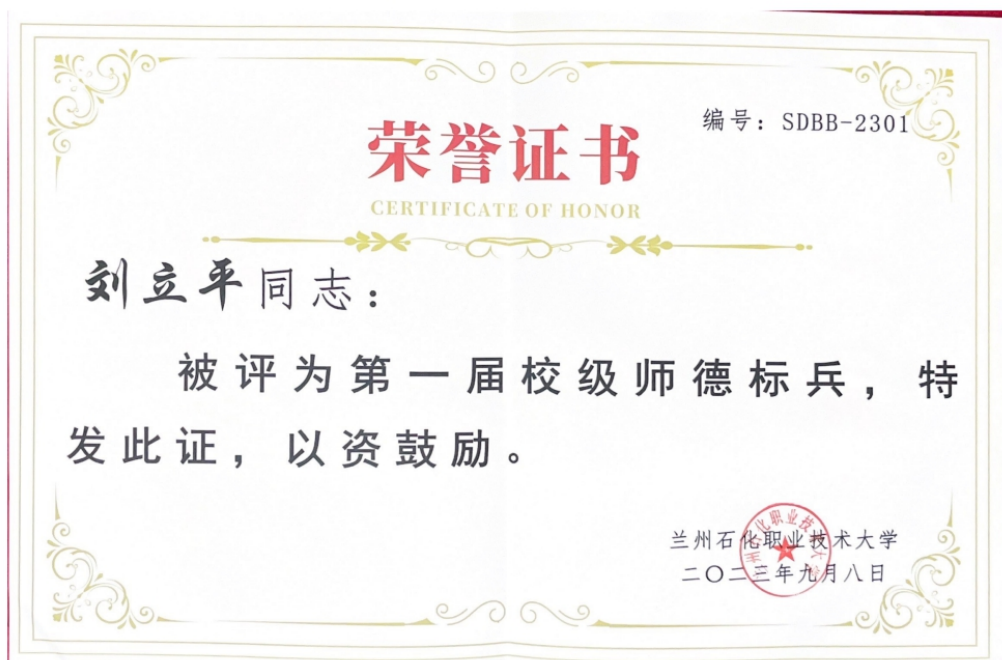 编号：SDBB-2301
荣誉证书
CERTIFICATE OF HONOR
刘立平同志：
被评为第一届校级师德标兵，特
发此证，以资鼓励。
兰州石化职业技术大学
二〇二三年九月八日